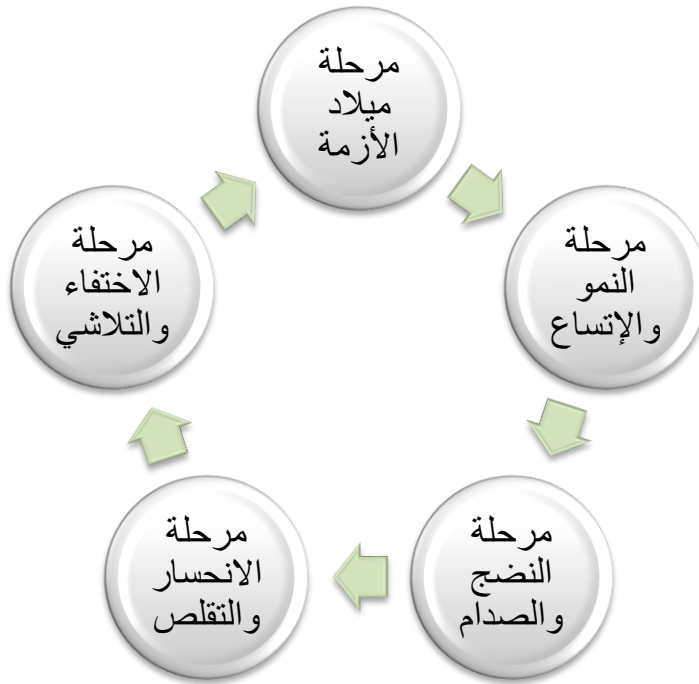 مرحلة
ميلاد
الأزمة
مرحلة
النمو
والإتساع
مرحلة
النضج
والصدام
مرحلة
الانحسار
والتقلص
مرحلة
الاختفاء
والتلاشي